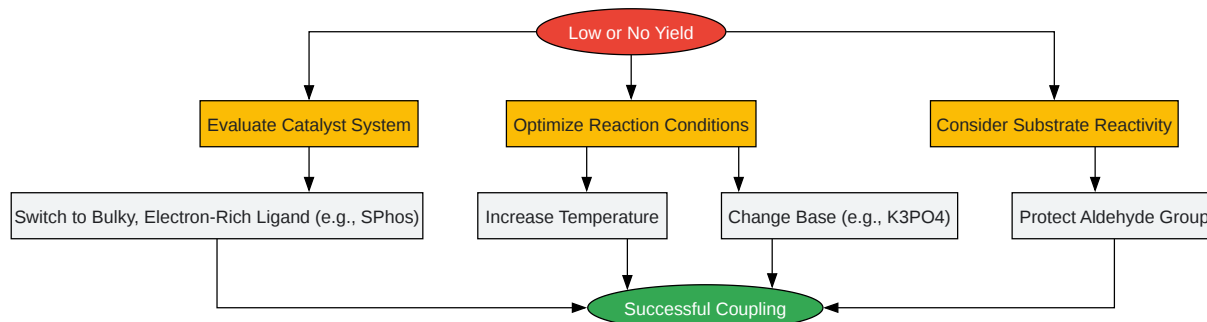 Low or No Yield
Evaluate Catalyst System
Optimize Reaction Conditions
Consider Substrate Reactivity
Switch to Bulky, Electron-Rich Ligand (e.g., SPhos)
Increase Temperature
Change Base (e.g., K3PO4)
Protect Aldehyde Group
Successful Coupling